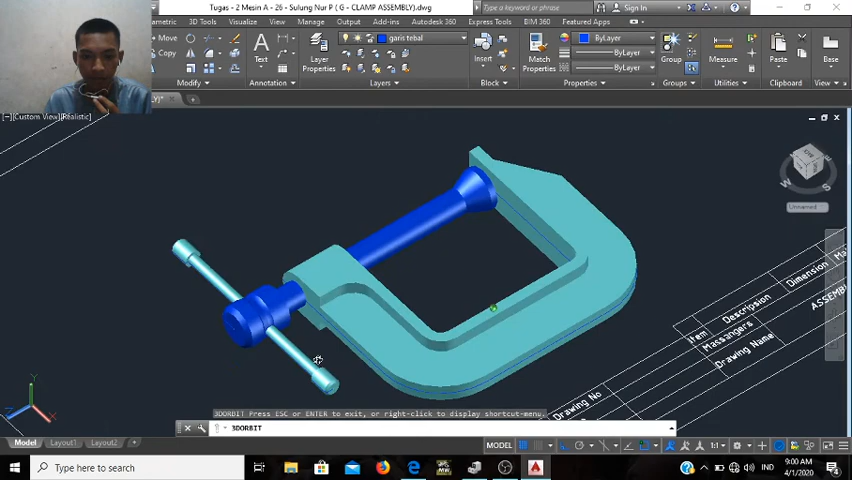 Tugas - 2 Mesin A - 26 - Sulung Nur P ( G - CLAMP ASSEMBLY).dwg
Type a keyword or phrase
Sign In
ametric 3D Tools Visualize Insert View Manage Output Add-ins Autodesk 360 Express Tools BIM 360 Featured Apps
Move
Copy
Text
Layer
Properties
garis tebal
Insert
Match
Properties
ByLayer
ByLayer
ByLayer
Group
Measure
Paste
Base
Modify
Annotation
Layers
Block
Properties
Groups
Utilities
Clipboard
View
[Custom View][Realistic]
W
S
Unnamed
Item
Description
Dimension
Massangers
Drawing Name
ASSEMB
Drawing No
Y
X
Z
3DORBIT Press ESC or ENTER to exit, or right-click to display shortcut-menu.
3DORBIT
Model Layout1 Layout2 +
MODEL
1:1
Type here to search
IND
9:00 AM
4/1/2020
4